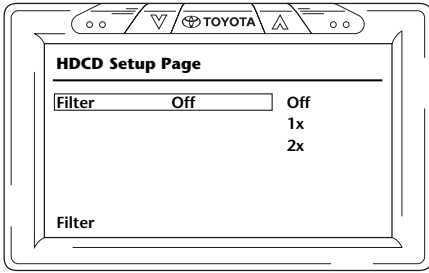 TOYOTA
HDCD Setup Page
Filter Off Off
1x
2x
Filter